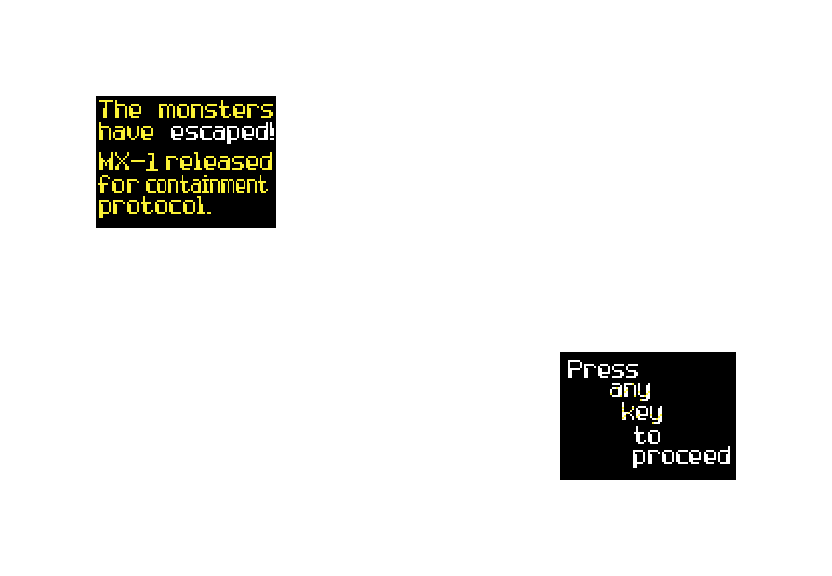 The monsters
have escaped!
MX-1 released
for containment
protocol.
Press
any
key
to
proceed